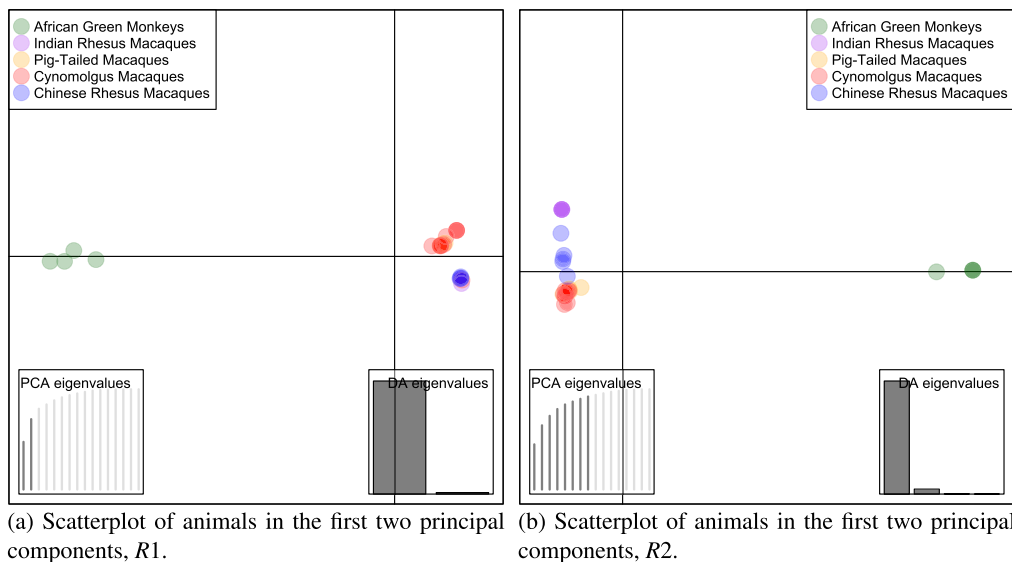 African Green Monkeys
Indian Rhesus Macaques
Pig-Tailed Macaques
Cynomolgus Macaques
Chinese Rhesus Macaques
PCA eigenvalues
DA eigenvalues
(a) Scatterplot of animals in the first two principal
components, R1.
African Green Monkeys
Indian Rhesus Macaques
Pig-Tailed Macaques
Cynomolgus Macaques
Chinese Rhesus Macaques
PCA eigenvalues
DA eigenvalues
(b) Scatterplot of animals in the first two principal
components, R2.